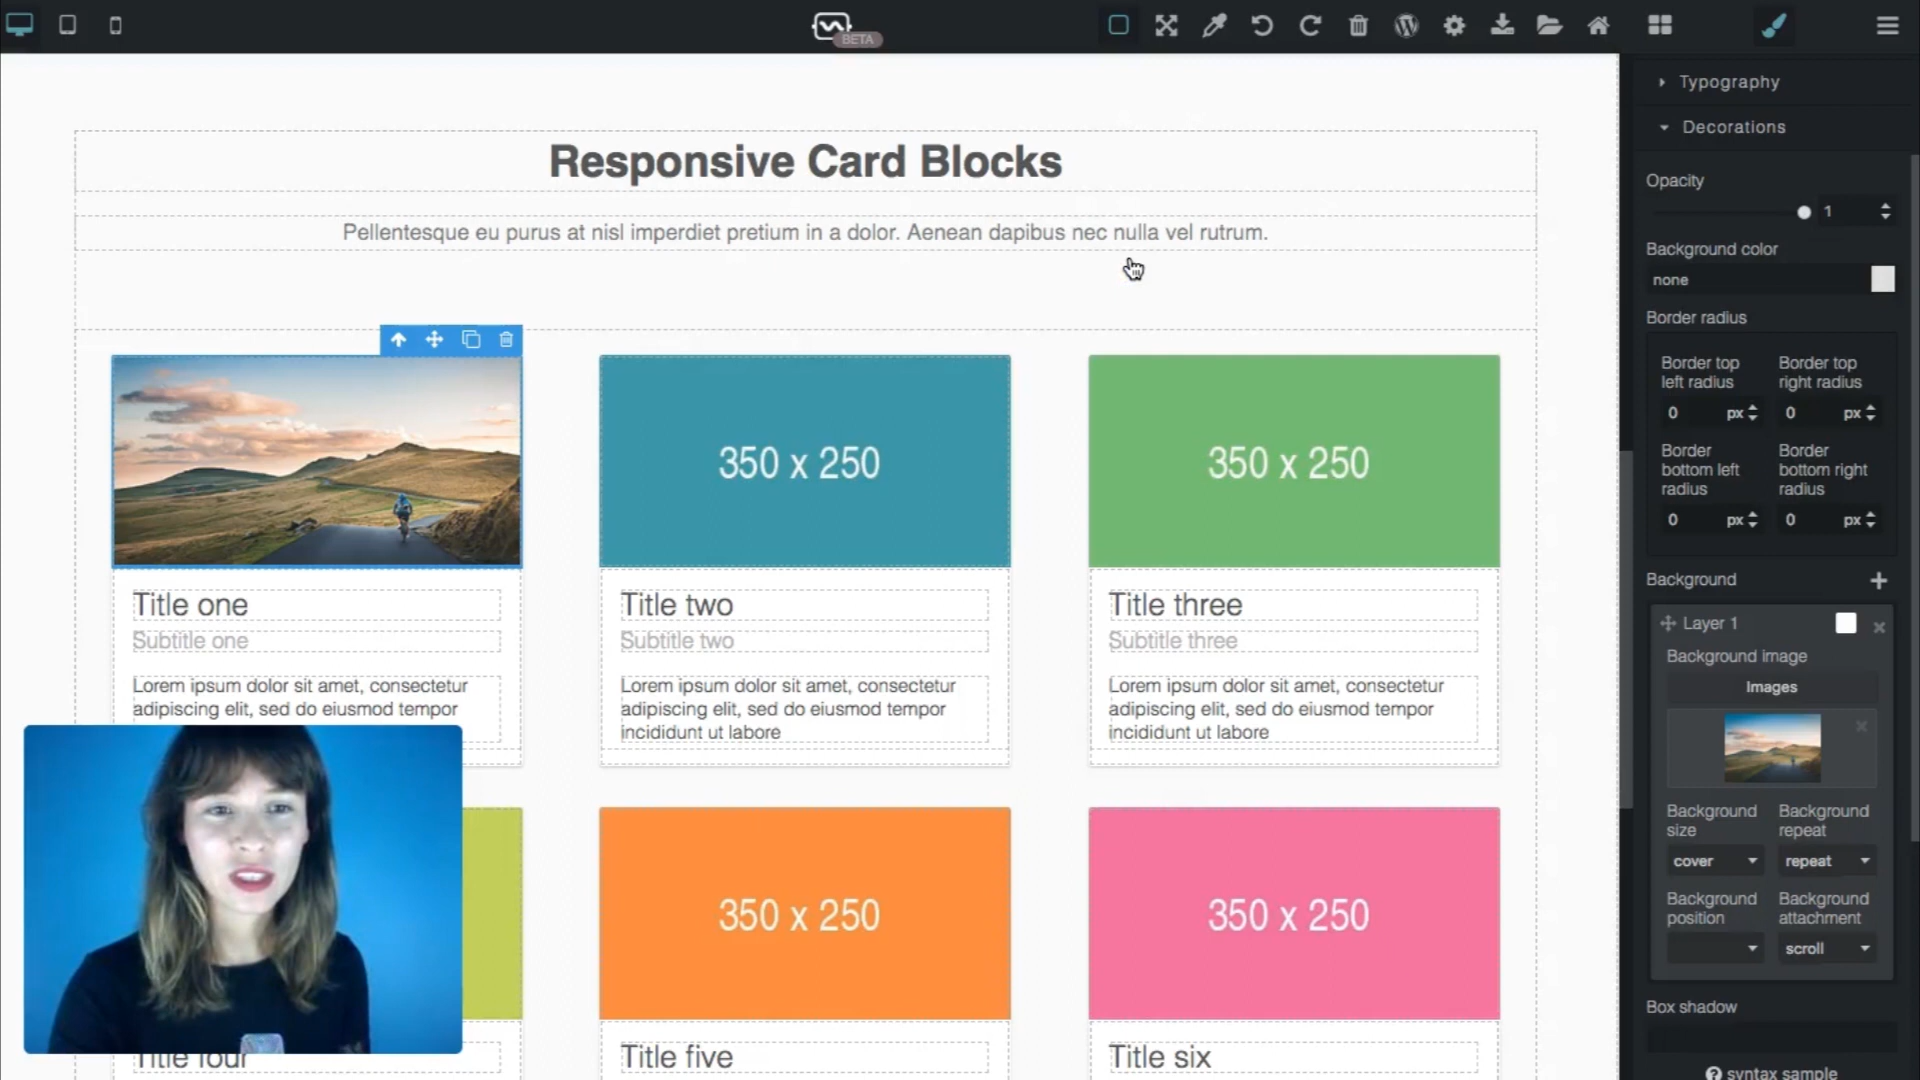 BETA
Typography
Decorations
Responsive Card Blocks
Opacity
1
Pellentesque eu purus at nisl imperdiet pretium in a dolor. Aenean dapibus nec nulla vel rutrum.
Background color
none
Border radius
Border top left radius
Border top right radius
0 px
0 px
Border bottom left radius
Border bottom right radius
0 px
0 px
350 x 250
350 x 250
Title one
Subtitle one
Lorem ipsum dolor sit amet, consectetur
adipiscing elit, sed do eiusmod tempor
Title two
Subtitle two
Lorem ipsum dolor sit amet, consectetur
adipiscing elit, sed do eiusmod tempor
incididunt ut labore
Title three
Subtitle three
Lorem ipsum dolor sit amet, consectetur
adipiscing elit, sed do eiusmod tempor
incididunt ut labore
Background
Layer 1
Background image
Images
Background size
Background repeat
cover
repeat
Background position
Background attachment
scroll
350 x 250
350 x 250
Box shadow
Title four
Title five
Title six
syntax sample